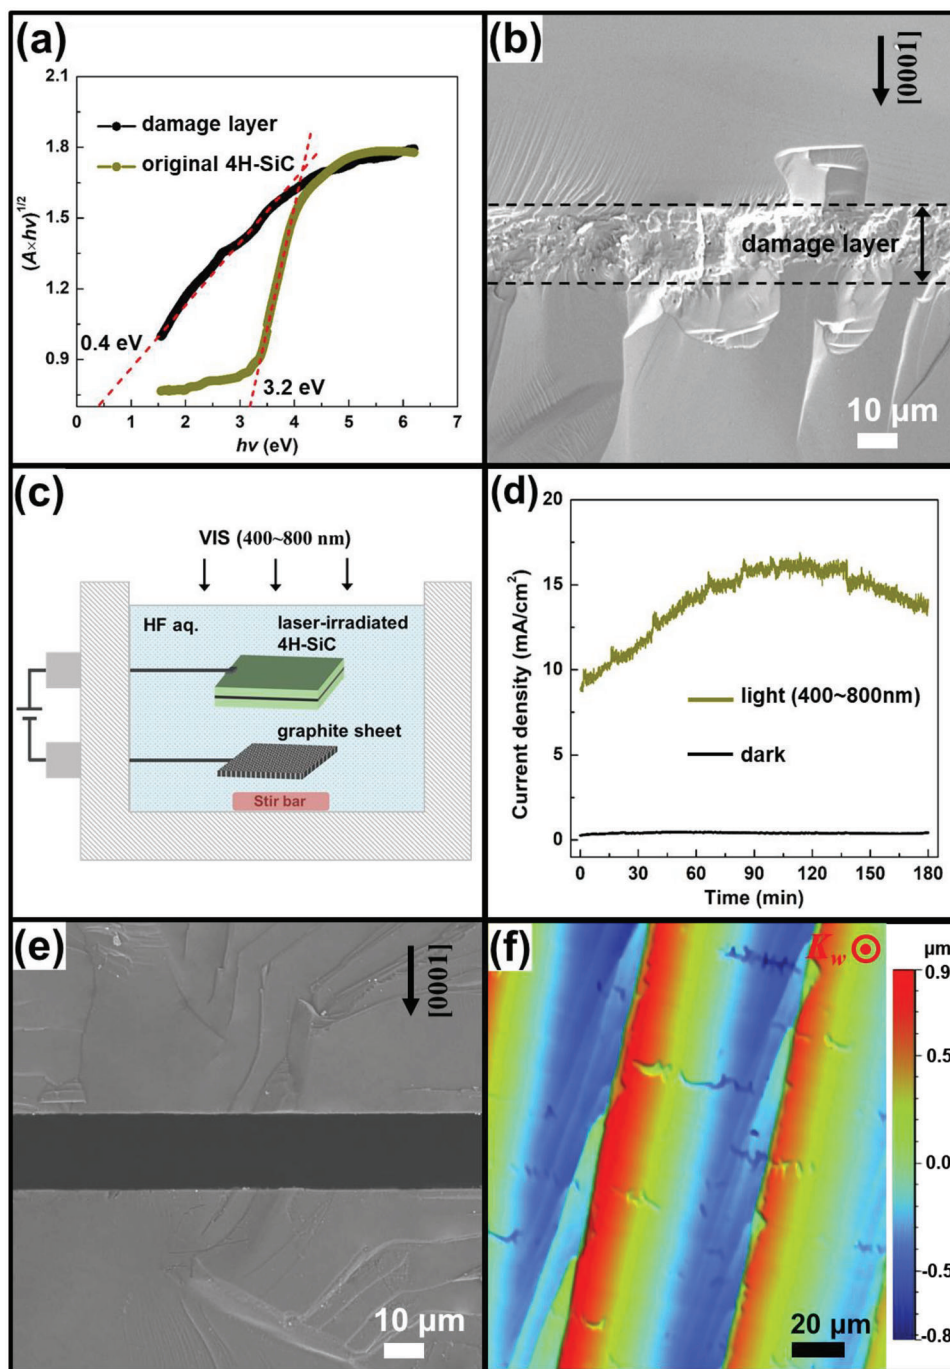 (a)
2.1
1.8
1.5
1.2
0.9
(A×hν)1/2
damage layer
original 4H-SiC
0.4 eV
3.2 eV
0 1 2 3 4 5 6 7
hν (eV)
(b)
[0001]
damage layer
10 μm
(c)
VIS (400~800 nm)
HF aq.
laser-irradiated
4H-SiC
graphite sheet
Stir bar
(d)
20
15
10
5
0
Current density (mA/cm2)
light (400~800nm)
dark
0 30 60 90 120 150 180
Time (min)
(e)
[0001]
10 μm
(f)
Kw
μm
0.9
0.5
0.0
-0.5
-0.8
20 μm